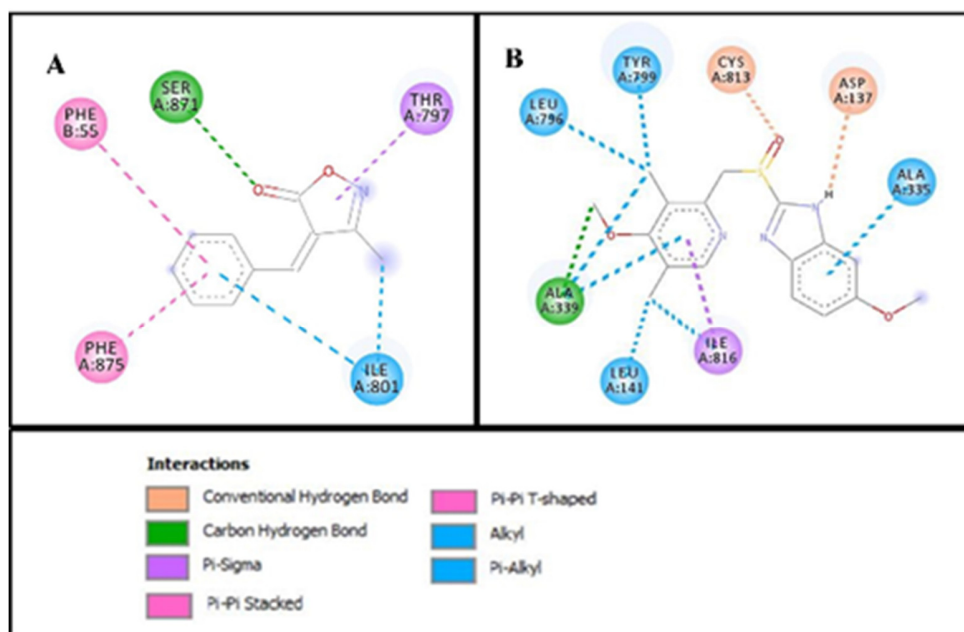 A
SER
A:871
PHE
B:55
THR
A:797
O
O
N
PHE
A:875
ILE
A:801
B
TYR
A:799
CYS
A:813
ASP
A:137
LEU
A:796
ALA
A:335
O
S
H
N
N
N
O
O
ALA
A:339
LEU
A:141
ILE
A:816
Interactions
Conventional Hydrogen Bond
Carbon Hydrogen Bond
Pi-Sigma
Pi-Pi Stacked
Pi-Pi T-shaped
Alkyl
Pi-Alkyl